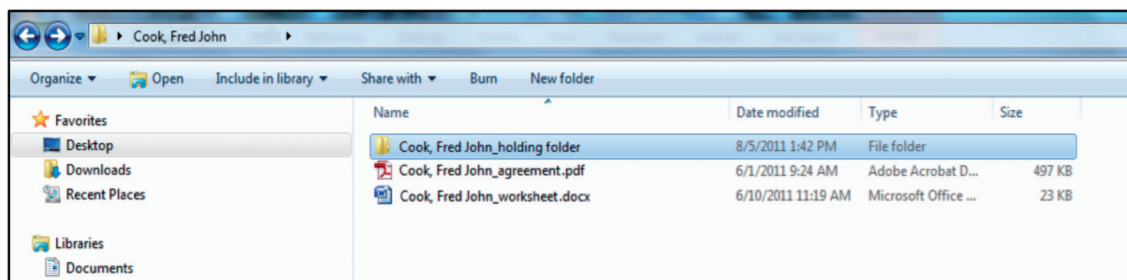 Cook, Fred John
Organize Open Include in library Share with Burn New folder
Favorites
Desktop
Downloads
Recent Places
Libraries
Documents
Name Date modified Type Size
Cook, Fred John_holding folder 8/5/2011 1:42 PM File folder
Cook, Fred John_agreement.pdf 6/1/2011 9:24 AM Adobe Acrobat D... 497 KB
Cook, Fred John_worksheet.docx 6/10/2011 11:19 AM Microsoft Office ... 23 KB